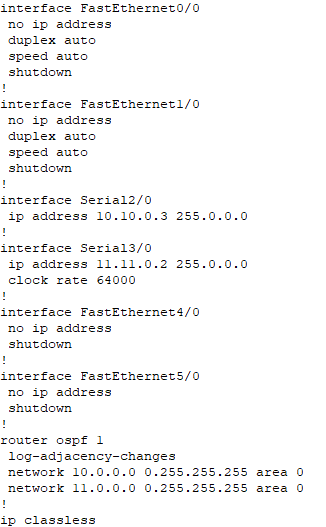 interface FastEthernet0/0
 no ip address
 duplex auto
 speed auto
 shutdown
!
interface FastEthernet1/0
 no ip address
 duplex auto
 speed auto
 shutdown
!
interface Serial2/0
 ip address 10.10.0.3 255.0.0.0
!
interface Serial3/0
 ip address 11.11.0.2 255.0.0.0
 clock rate 64000
!
interface FastEthernet4/0
 no ip address
 shutdown
!
interface FastEthernet5/0
 no ip address
 shutdown
!
router ospf 1
 log-adjacency-changes
 network 10.0.0.0 0.255.255.255 area 0
 network 11.0.0.0 0.255.255.255 area 0
!
ip classless